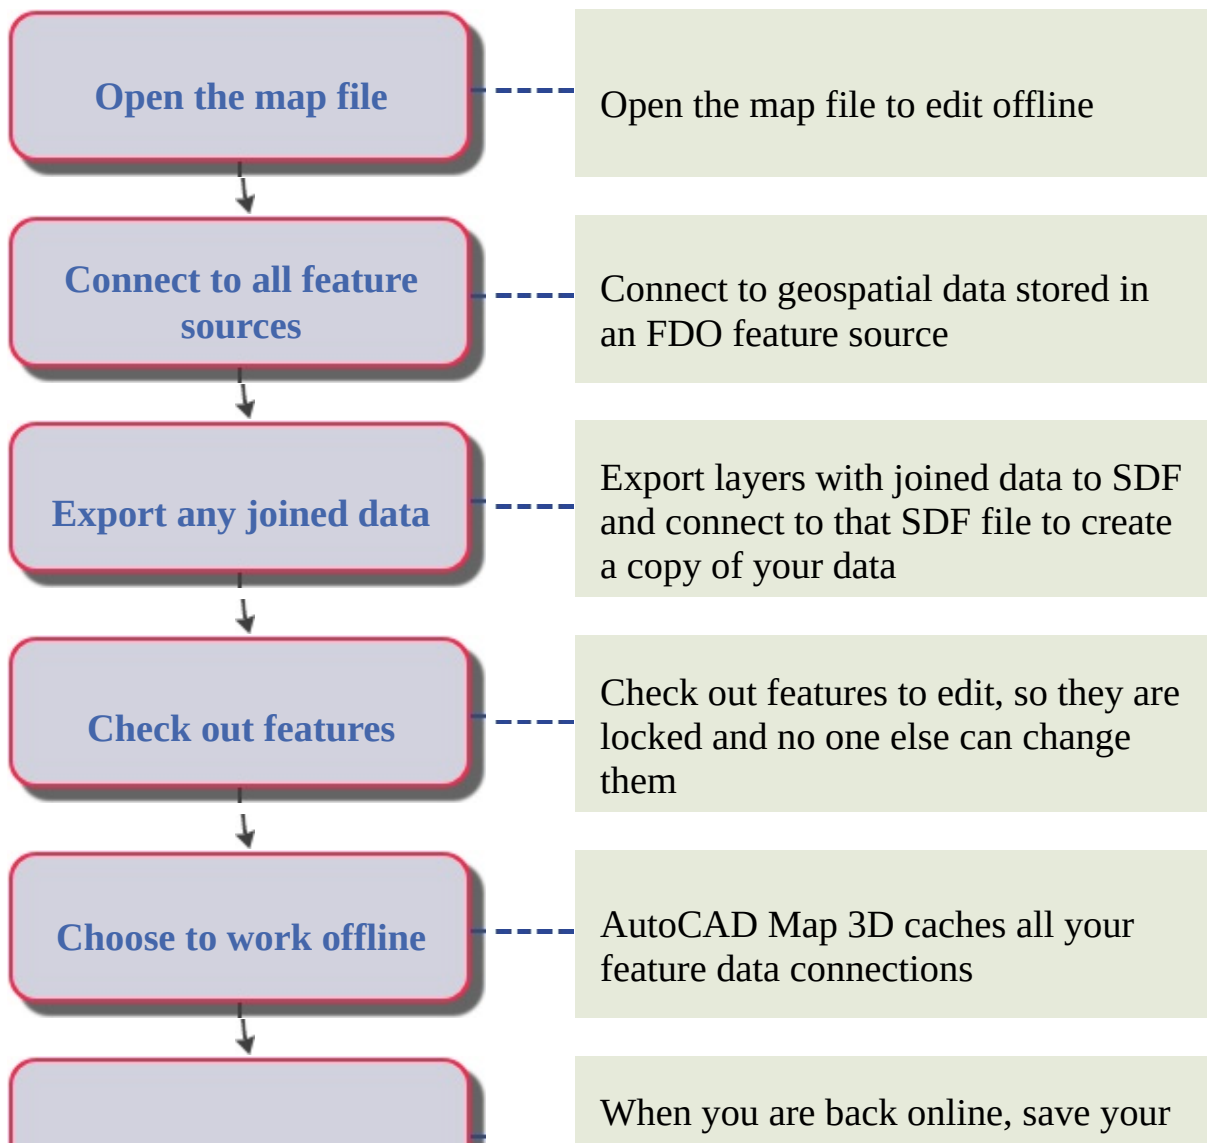 Open the map file
Open the map file to edit offline
Connect to all feature
sources
Connect to geospatial data stored in
an FDO feature source
Export any joined data
Export layers with joined data to SDF
and connect to that SDF file to create
a copy of your data
Check out features
Check out features to edit, so they are
locked and no one else can change
them
Choose to work offline
AutoCAD Map 3D caches all your
feature data connections
When you are back online, save your